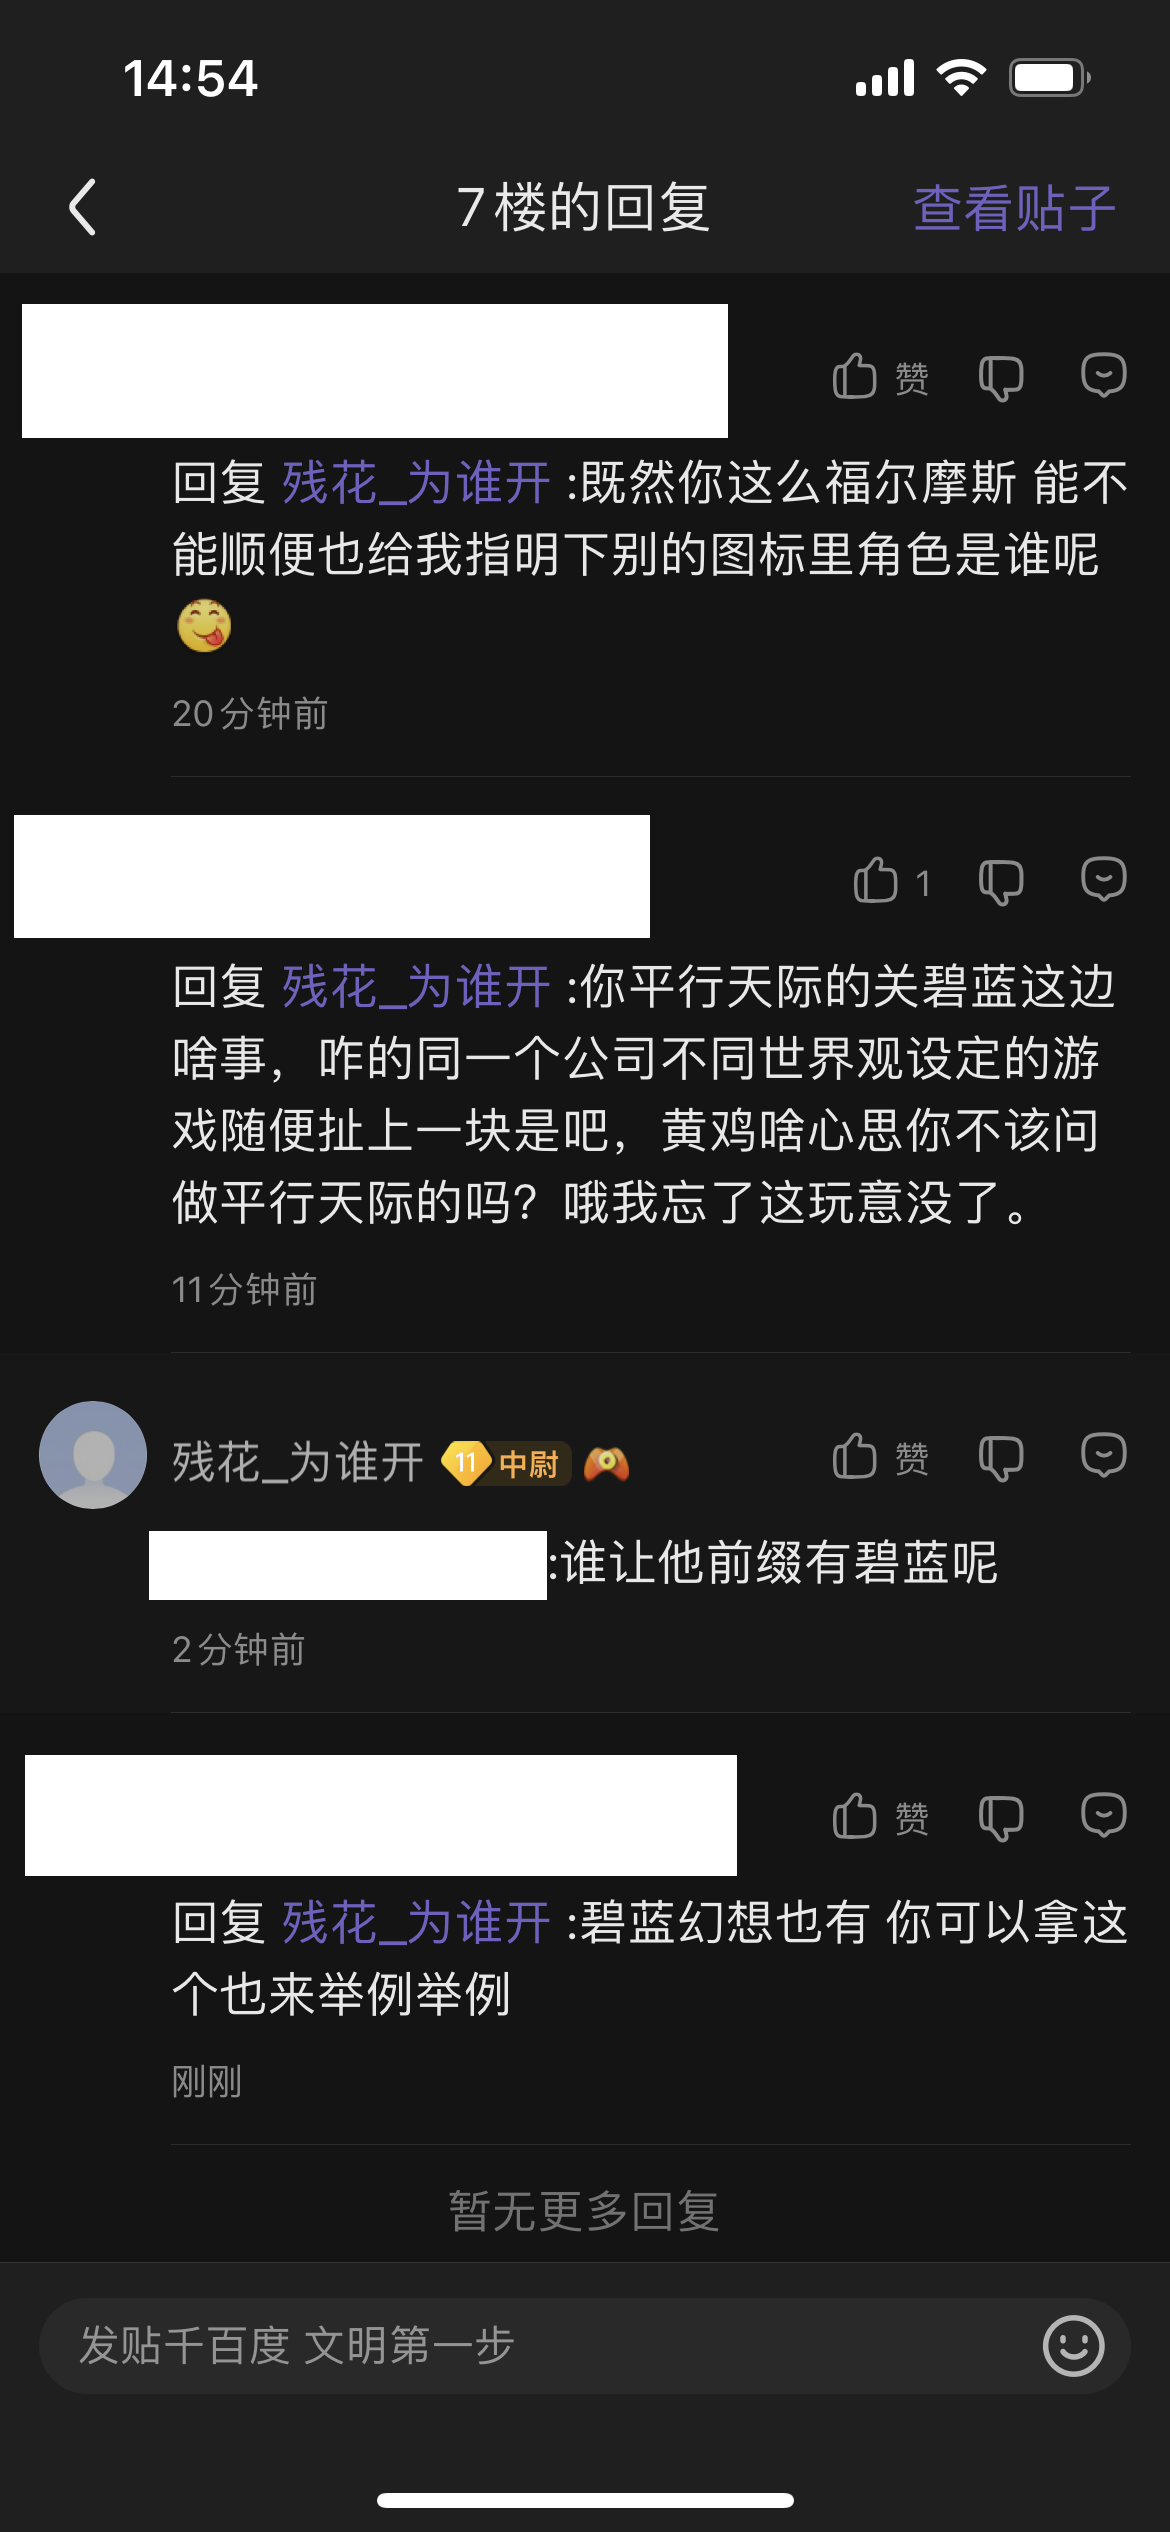 14:54
7楼的回复
查看贴子
赞
回复 残花_为谁开 :既然你这么福尔摩斯 能不
能顺便也给我指明下别的图标里角色是谁呢
😋
20分钟前
1
回复 残花_为谁开 :你平行天际的关碧蓝这边
啥事，咋的同一个公司不同世界观设定的游
戏随便扯上一块是吧，黄鸡啥心思你不该问
做平行天际的吗？哦我忘了这玩意没了。
11分钟前
残花_为谁开 11 中尉
赞
:谁让他前缀有碧蓝呢
2分钟前
赞
回复 残花_为谁开 :碧蓝幻想也有 你可以拿这
个也来举例举例
刚刚
暂无更多回复
发贴千百度 文明第一步